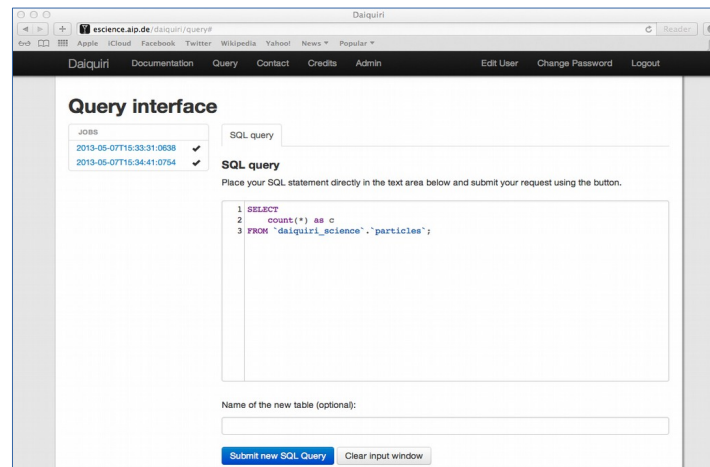 Daiquiri
escience.aip.de/daiquiri/query#
Reader
Apple iCloud Facebook Twitter Wikipedia Yahoo! News Popular
Daiquiri Documentation Query Contact Credits Admin Edit User Change Password Logout
Query interface
JOBS
2013-05-07T15:33:31:0638
2013-05-07T15:34:41:0754
SQL query
SQL query
Place your SQL statement directly in the text area below and submit your request using the button.
1 SELECT
2 count(*) as c
3 FROM `daiquiri_science`.`particles`;
Name of the new table (optional):
Submit new SQL Query Clear input window